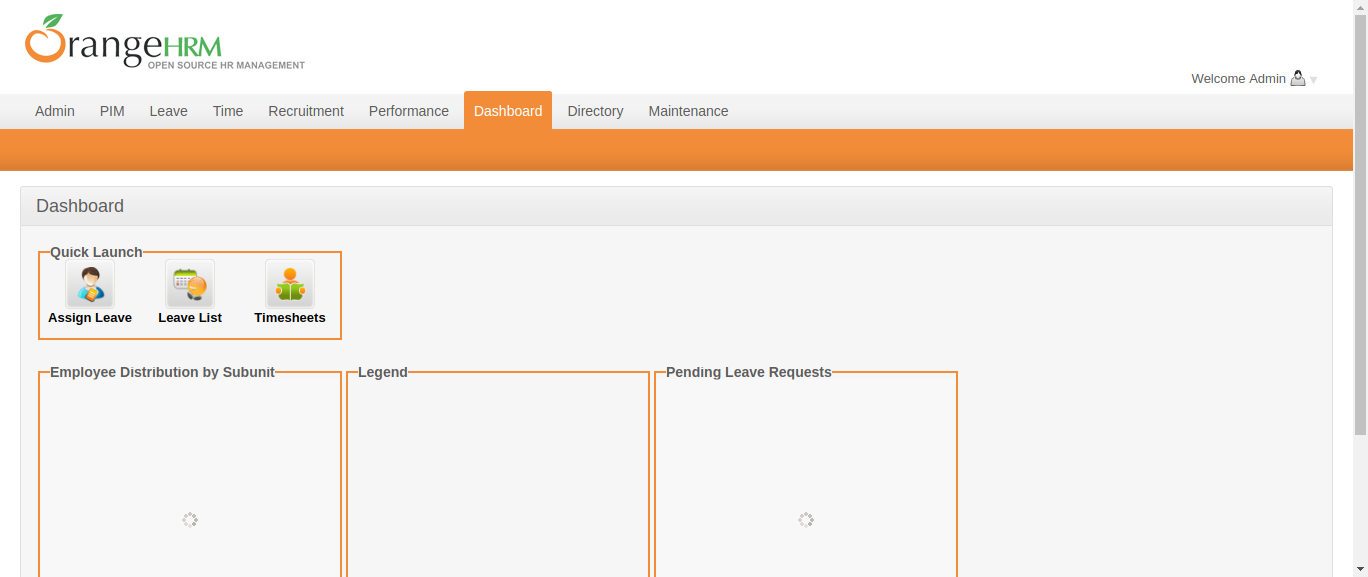 OrangeHRM
OPEN SOURCE HR MANAGEMENT
Welcome Admin
Admin PIM Leave Time Recruitment Performance Dashboard Directory Maintenance
Dashboard
Quick Launch
Assign Leave Leave List Timesheets
Employee Distribution by Subunit Legend Pending Leave Requests